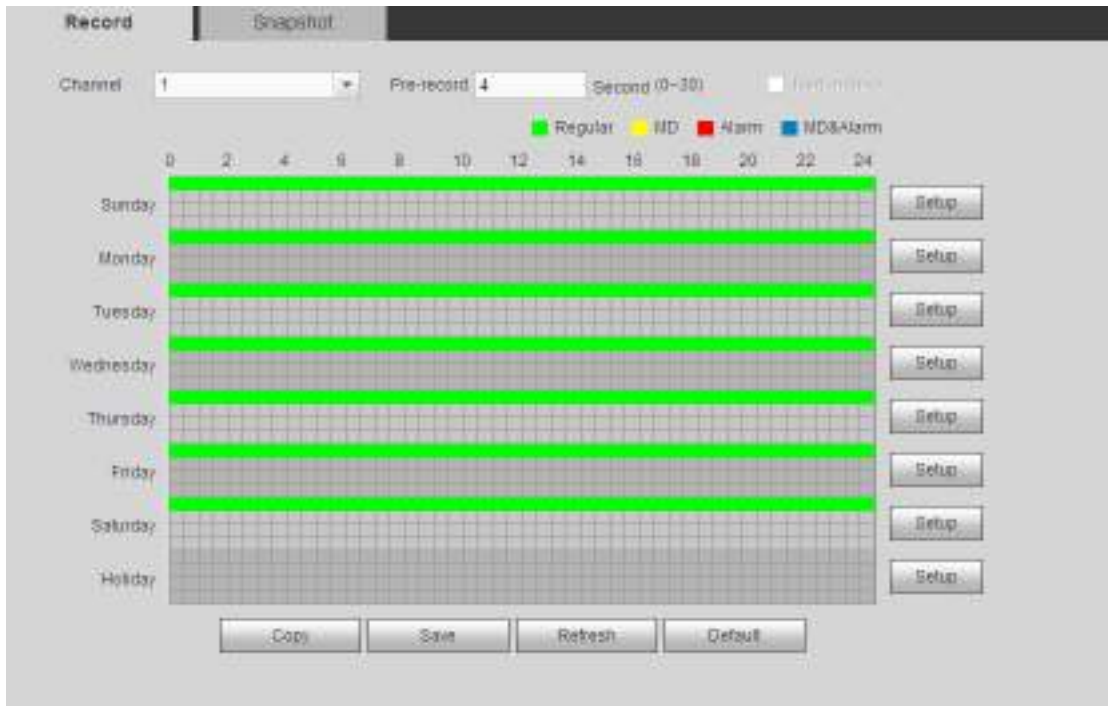 Record Snapshot
Channel 1 Pre-record 4 Second (0~30)
Regular MD Alarm MD&Alarm
0 2 4 6 8 10 12 14 16 18 20 22 24
Sunday Setup
Monday Setup
Tuesday Setup
Wednesday Setup
Thursday Setup
Friday Setup
Saturday Setup
Holiday Setup
Copy Save Refresh Default